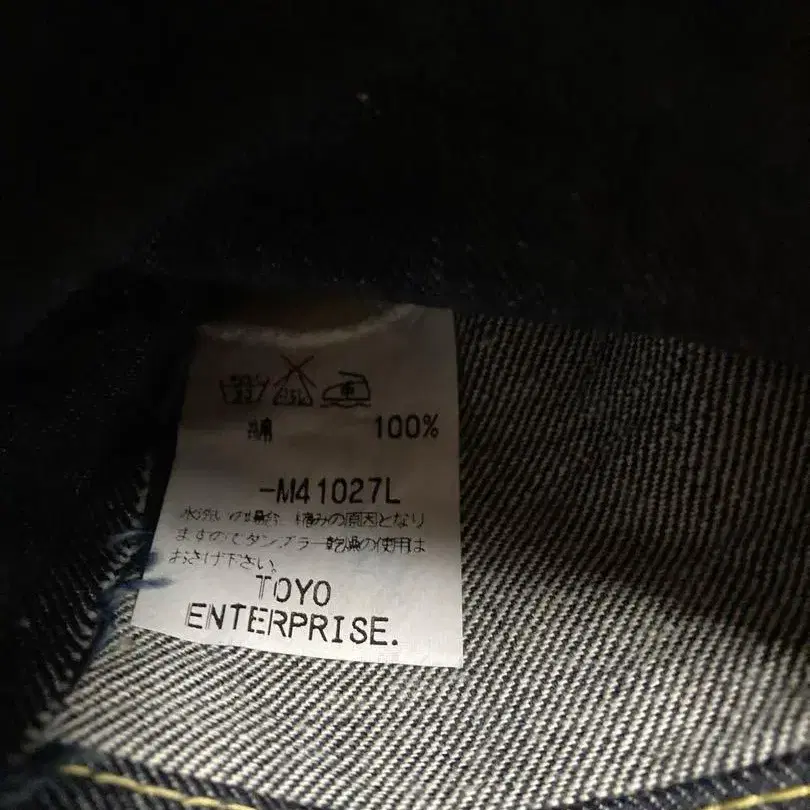 綿 100%
-M41027L
水洗いの場合、縮みの原因となり
ますのでタンブラー乾燥の使用は
おさけ下さい。
TOYO
ENTERPRISE.